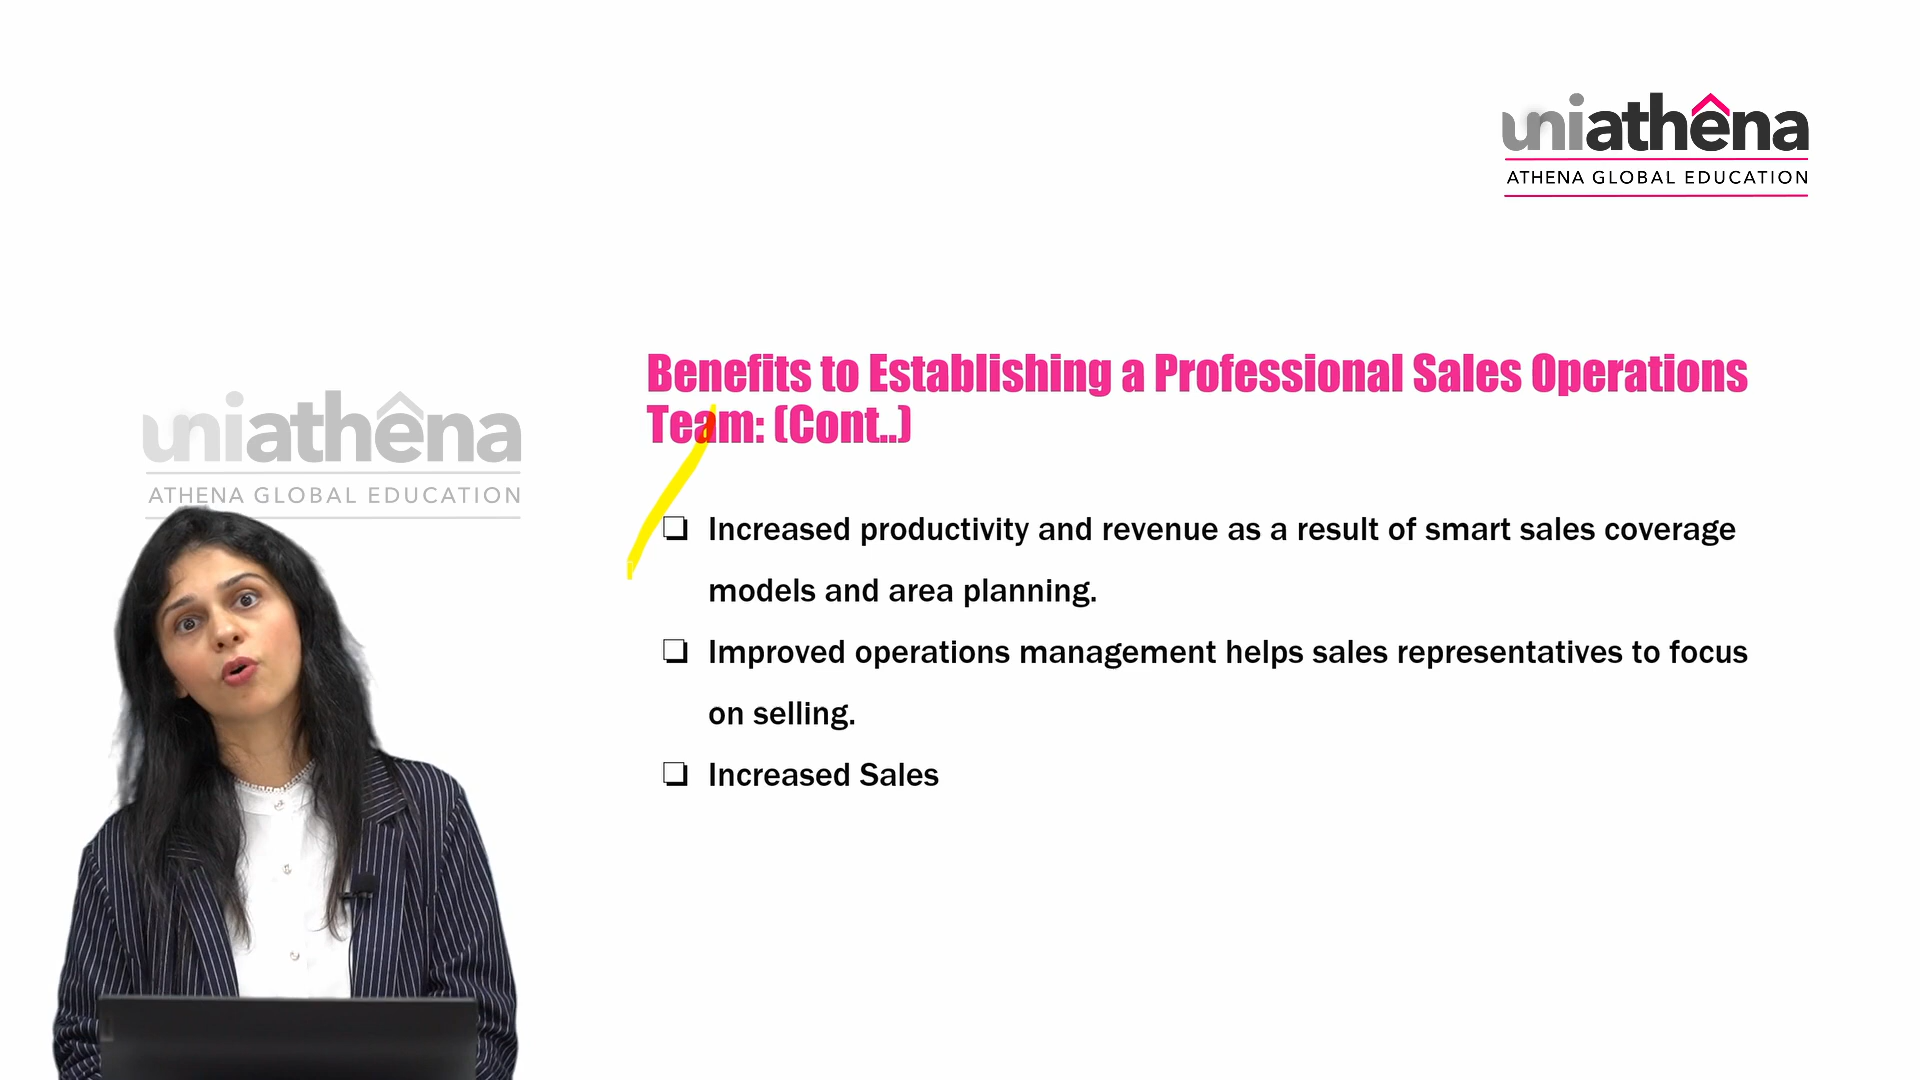 uniathêna
ATHENA GLOBAL EDUCATION
Benefits to Establishing a Professional Sales Operations
Team: (Cont..)
uniathêna
ATHENA GLOBAL EDUCATION
❏ Increased productivity and revenue as a result of smart sales coverage
models and area planning.
❏ Improved operations management helps sales representatives to focus
on selling.
❏ Increased Sales